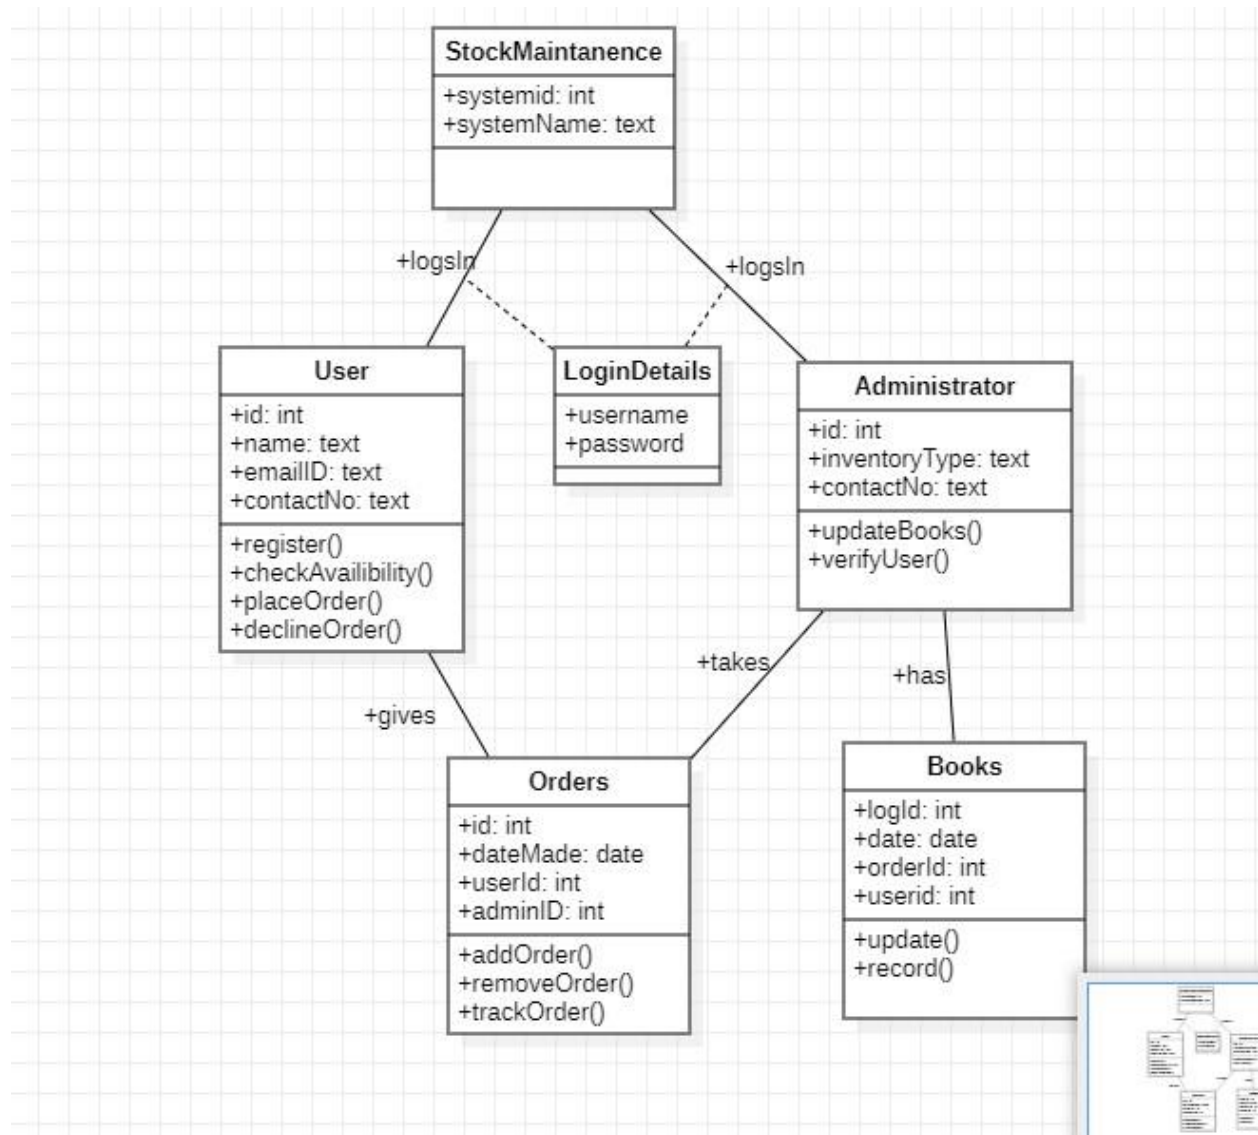 StockMaintanence
+systemid: int
+systemName: text
+logsIn
+logsIn
User
+id: int
+name: text
+emailID: text
+contactNo: text
+register()
+checkAvailibility()
+placeOrder()
+declineOrder()
LoginDetails
+username
+password
Administrator
+id: int
+inventoryType: text
+contactNo: text
+updateBooks()
+verifyUser()
+gives
+takes
+has
Orders
+id: int
+dateMade: date
+userId: int
+adminID: int
+addOrder()
+removeOrder()
+trackOrder()
Books
+logId: int
+date: date
+orderId: int
+userid: int
+update()
+record()